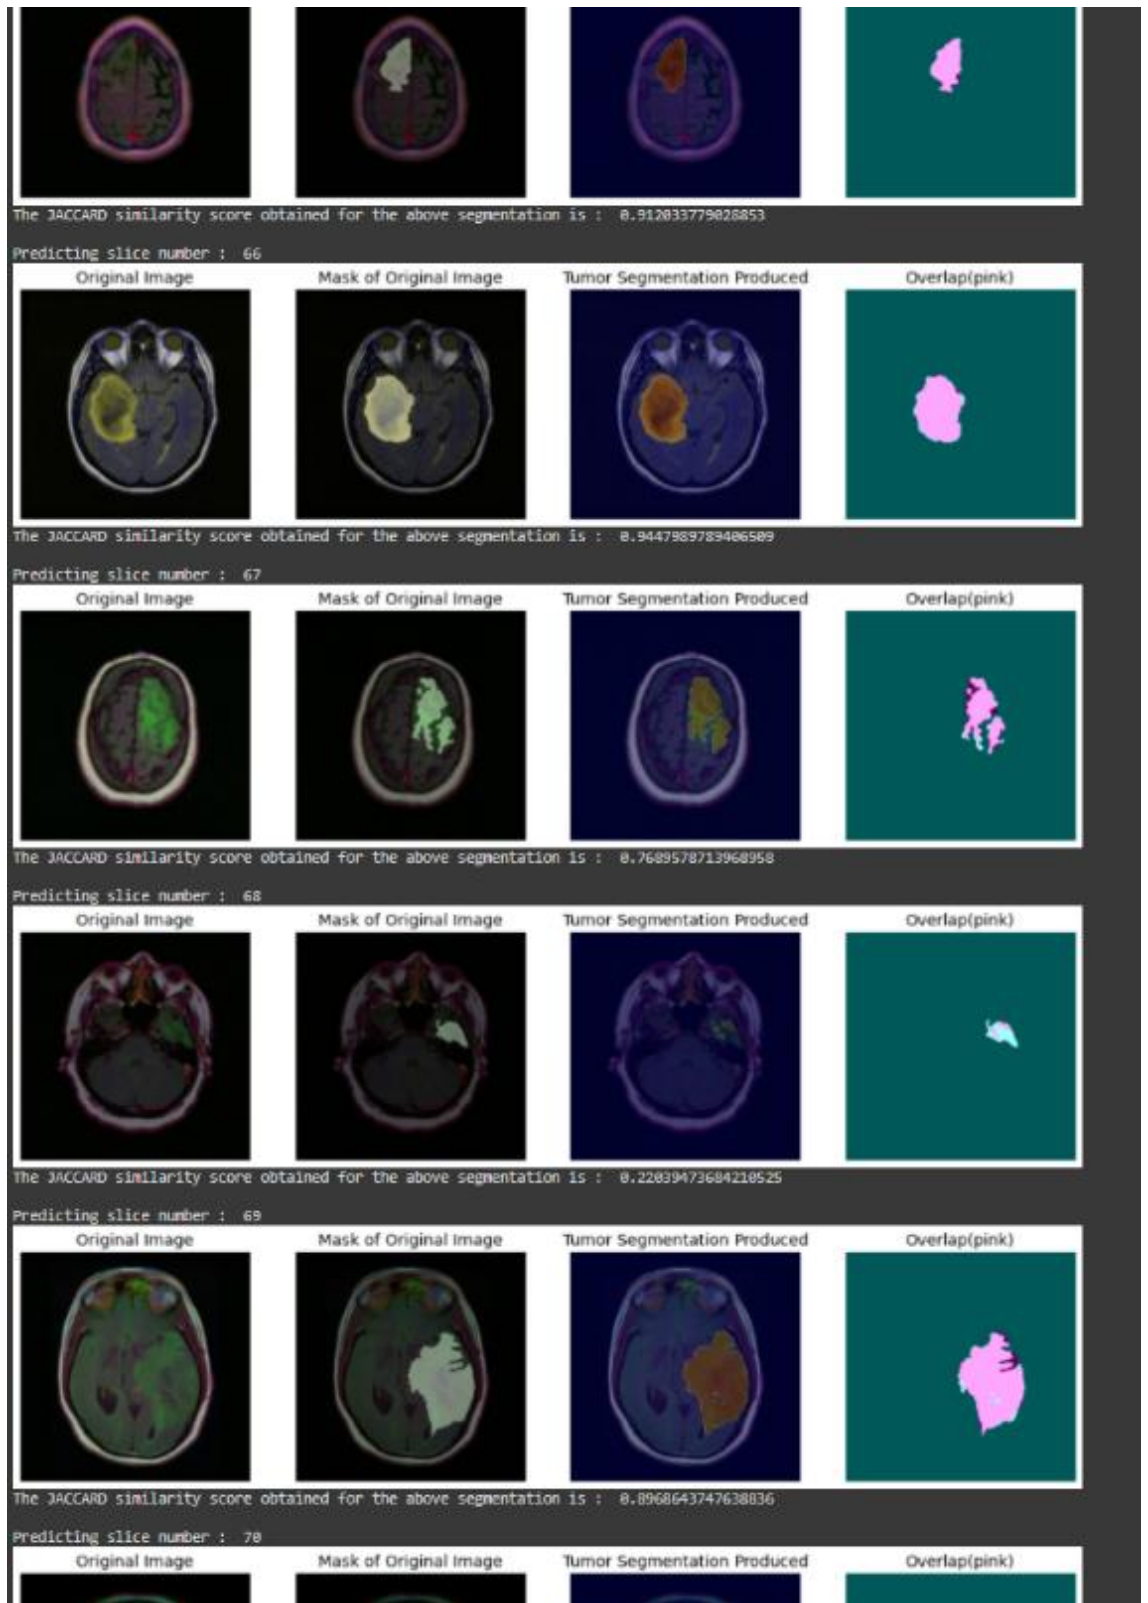 The JACCARD similarity score obtained for the above segmentation is : 0.912033779028853
Predicting slice number : 66
Original Image Mask of Original Image Tumor Segmentation Produced Overlap(pink)
The JACCARD similarity score obtained for the above segmentation is : 0.9447989789406509
Predicting slice number : 67
Original Image Mask of Original Image Tumor Segmentation Produced Overlap(pink)
The JACCARD similarity score obtained for the above segmentation is : 0.7689578713968958
Predicting slice number : 68
Original Image Mask of Original Image Tumor Segmentation Produced Overlap(pink)
The JACCARD similarity score obtained for the above segmentation is : 0.22039473684210525
Predicting slice number : 69
Original Image Mask of Original Image Tumor Segmentation Produced Overlap(pink)
The JACCARD similarity score obtained for the above segmentation is : 0.8968643747638836
Predicting slice number : 70
Original Image Mask of Original Image Tumor Segmentation Produced Overlap(pink)